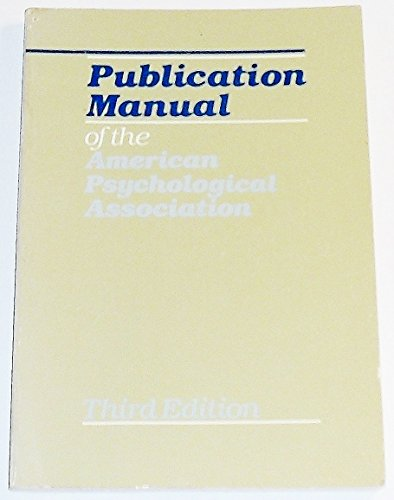 Publication
Manual
of the
American
Psychological
Association
Third Edition